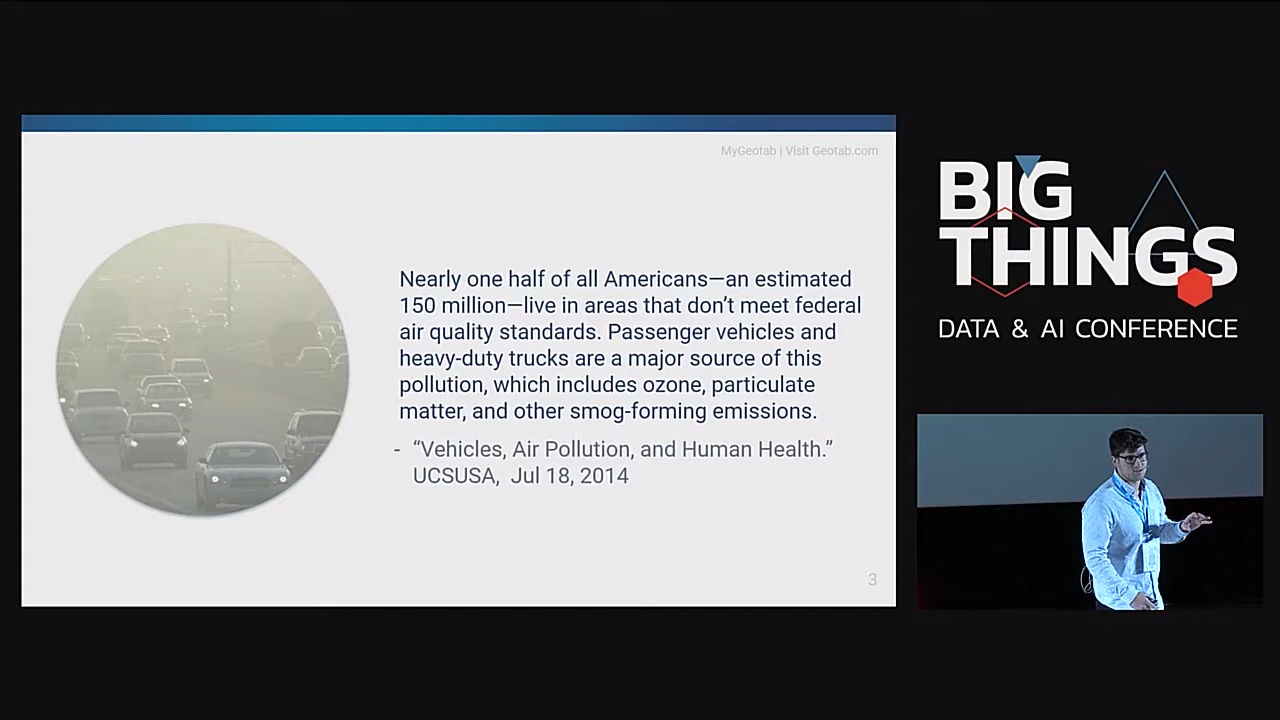 MyGeotab | Visit Geotab.com
Nearly one half of all Americans—an estimated
150 million—live in areas that don’t meet federal
air quality standards. Passenger vehicles and
heavy-duty trucks are a major source of this
pollution, which includes ozone, particulate
matter, and other smog-forming emissions.
- “Vehicles, Air Pollution, and Human Health.”
UCSUSA, Jul 18, 2014
3
BIG
THINGS
DATA & AI CONFERENCE